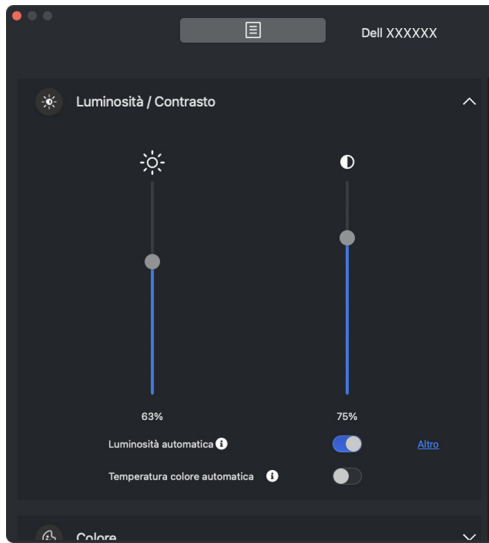 Dell XXXXXX
Luminosità / Contrasto
63% 75%
Luminosità automatica Altro
Temperatura colore automatica
Colore